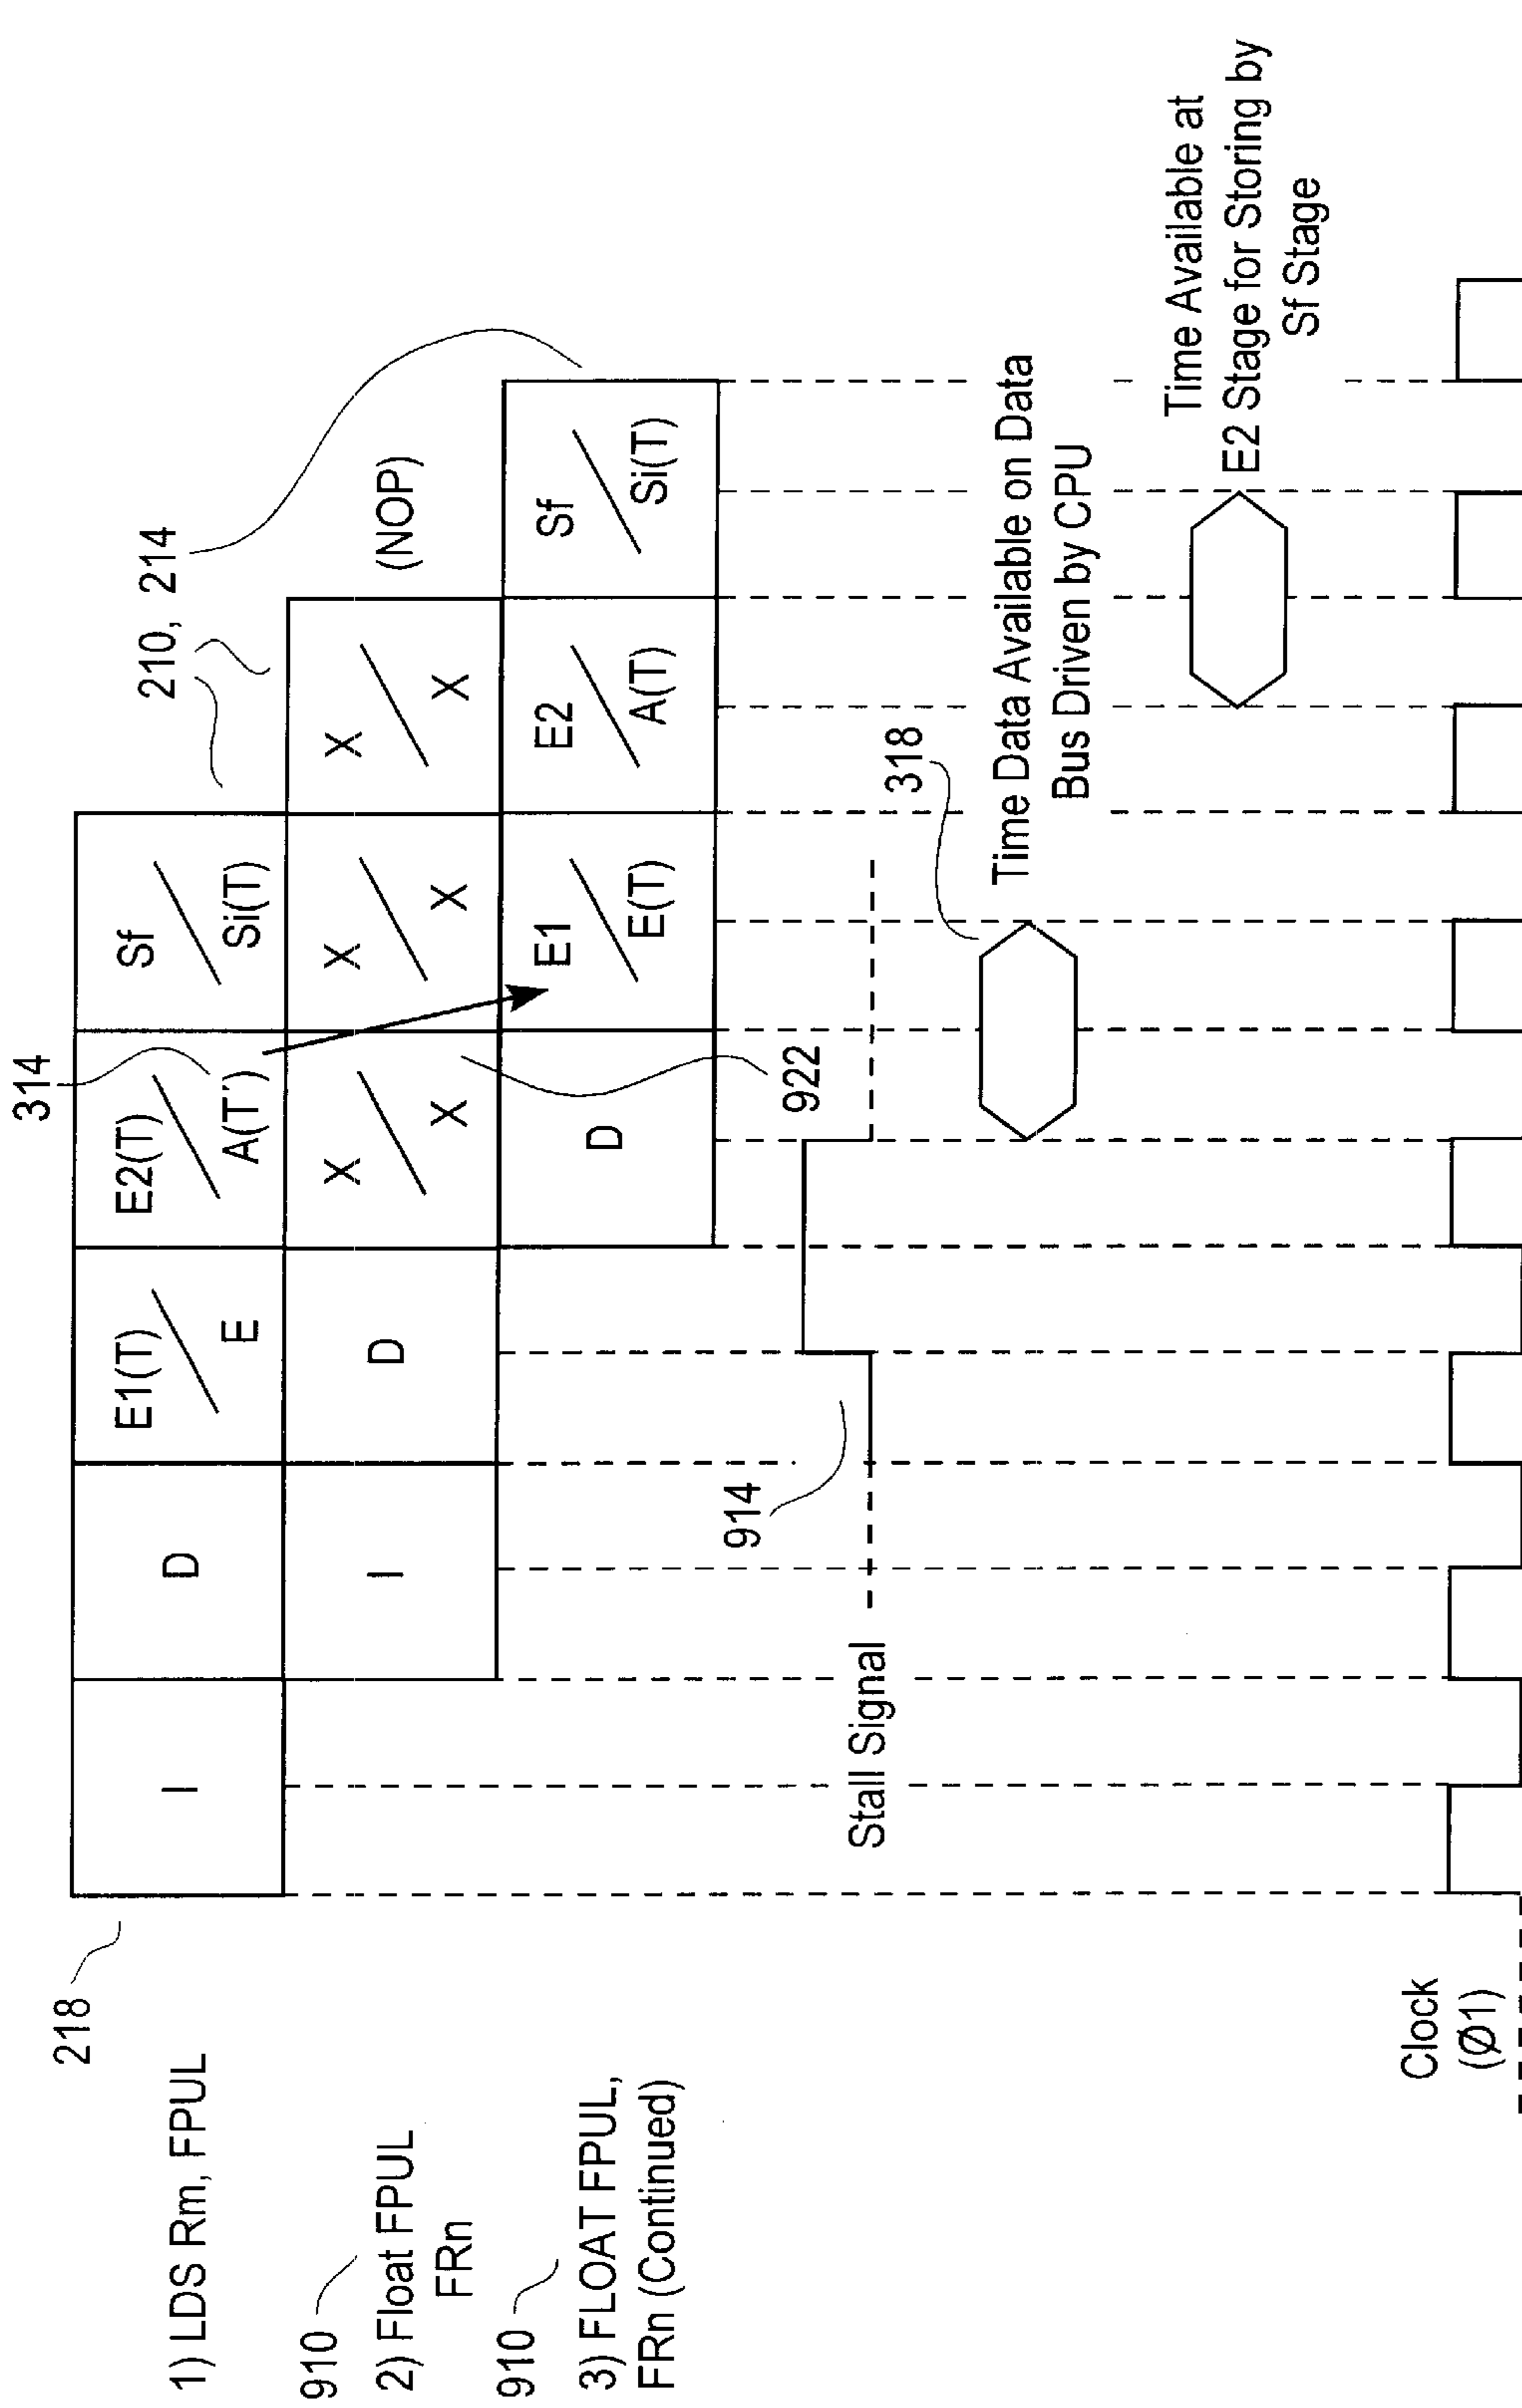 218
314
210, 214
1) LDS Rm, FPUL
I
D
E1(T)
E
E2(T)
A(T)
Sf
Si(T)
910
2) Float FPUL
FRn
I
D
X
X
X
X
X
X
(NOP)
910
3) FLOAT FPUL,
FRn (Continued)
D
E1
E(T)
E2
A(T)
Sf
Si(T)
914
922
318
Stall Signal
Time Data Available on Data
Bus Driven by CPU
Time Available at
E2 Stage for Storing by
Sf Stage
Clock
(Ø1)